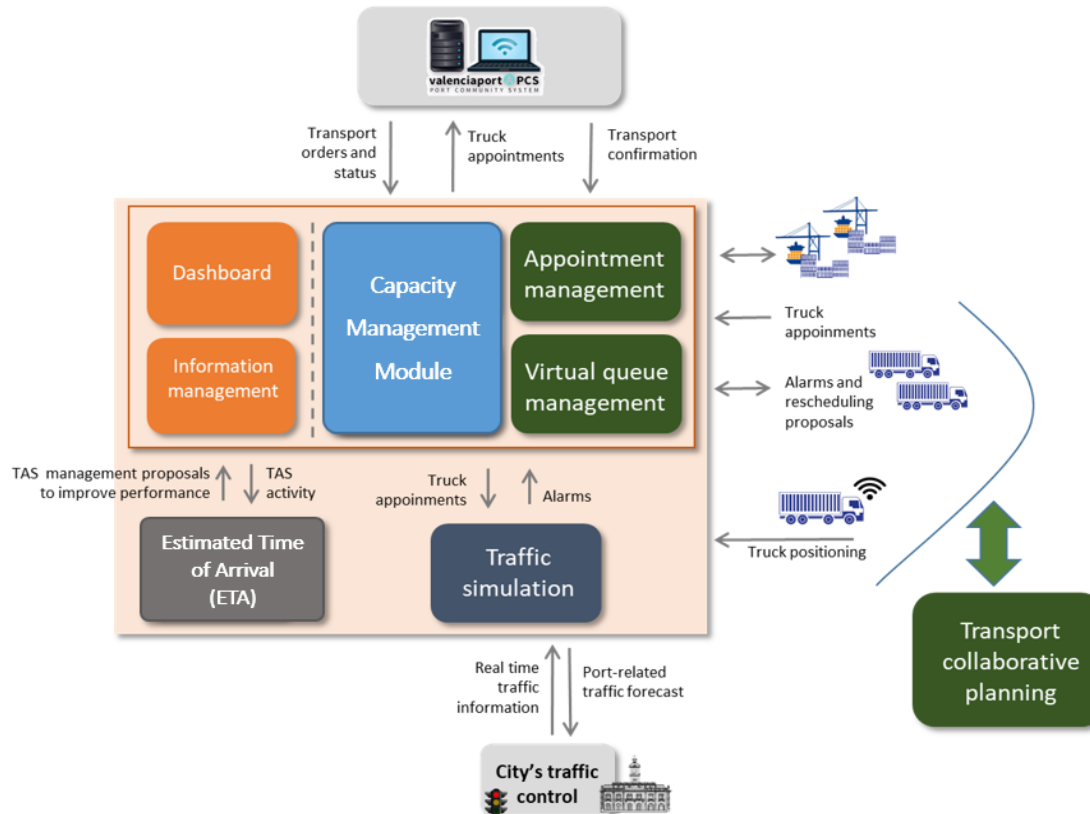 valenciaport PCS
PORT COMMUNITY SYSTEM
Transport
orders and
status
Truck
appointments
Transport
confirmation
Dashboard
Information
management
Capacity
Management
Module
Appointment
management
Virtual queue
management
Truck
appoinments
Alarms and
rescheduling
proposals
TAS management proposals
to improve performance
TAS
activity
Truck
appoinments
Alarms
Truck positioning
Estimated Time
of Arrival
(ETA)
Traffic
simulation
Transport
collaborative
planning
Real time
traffic
information
Port-related
traffic forecast
City's traffic
control